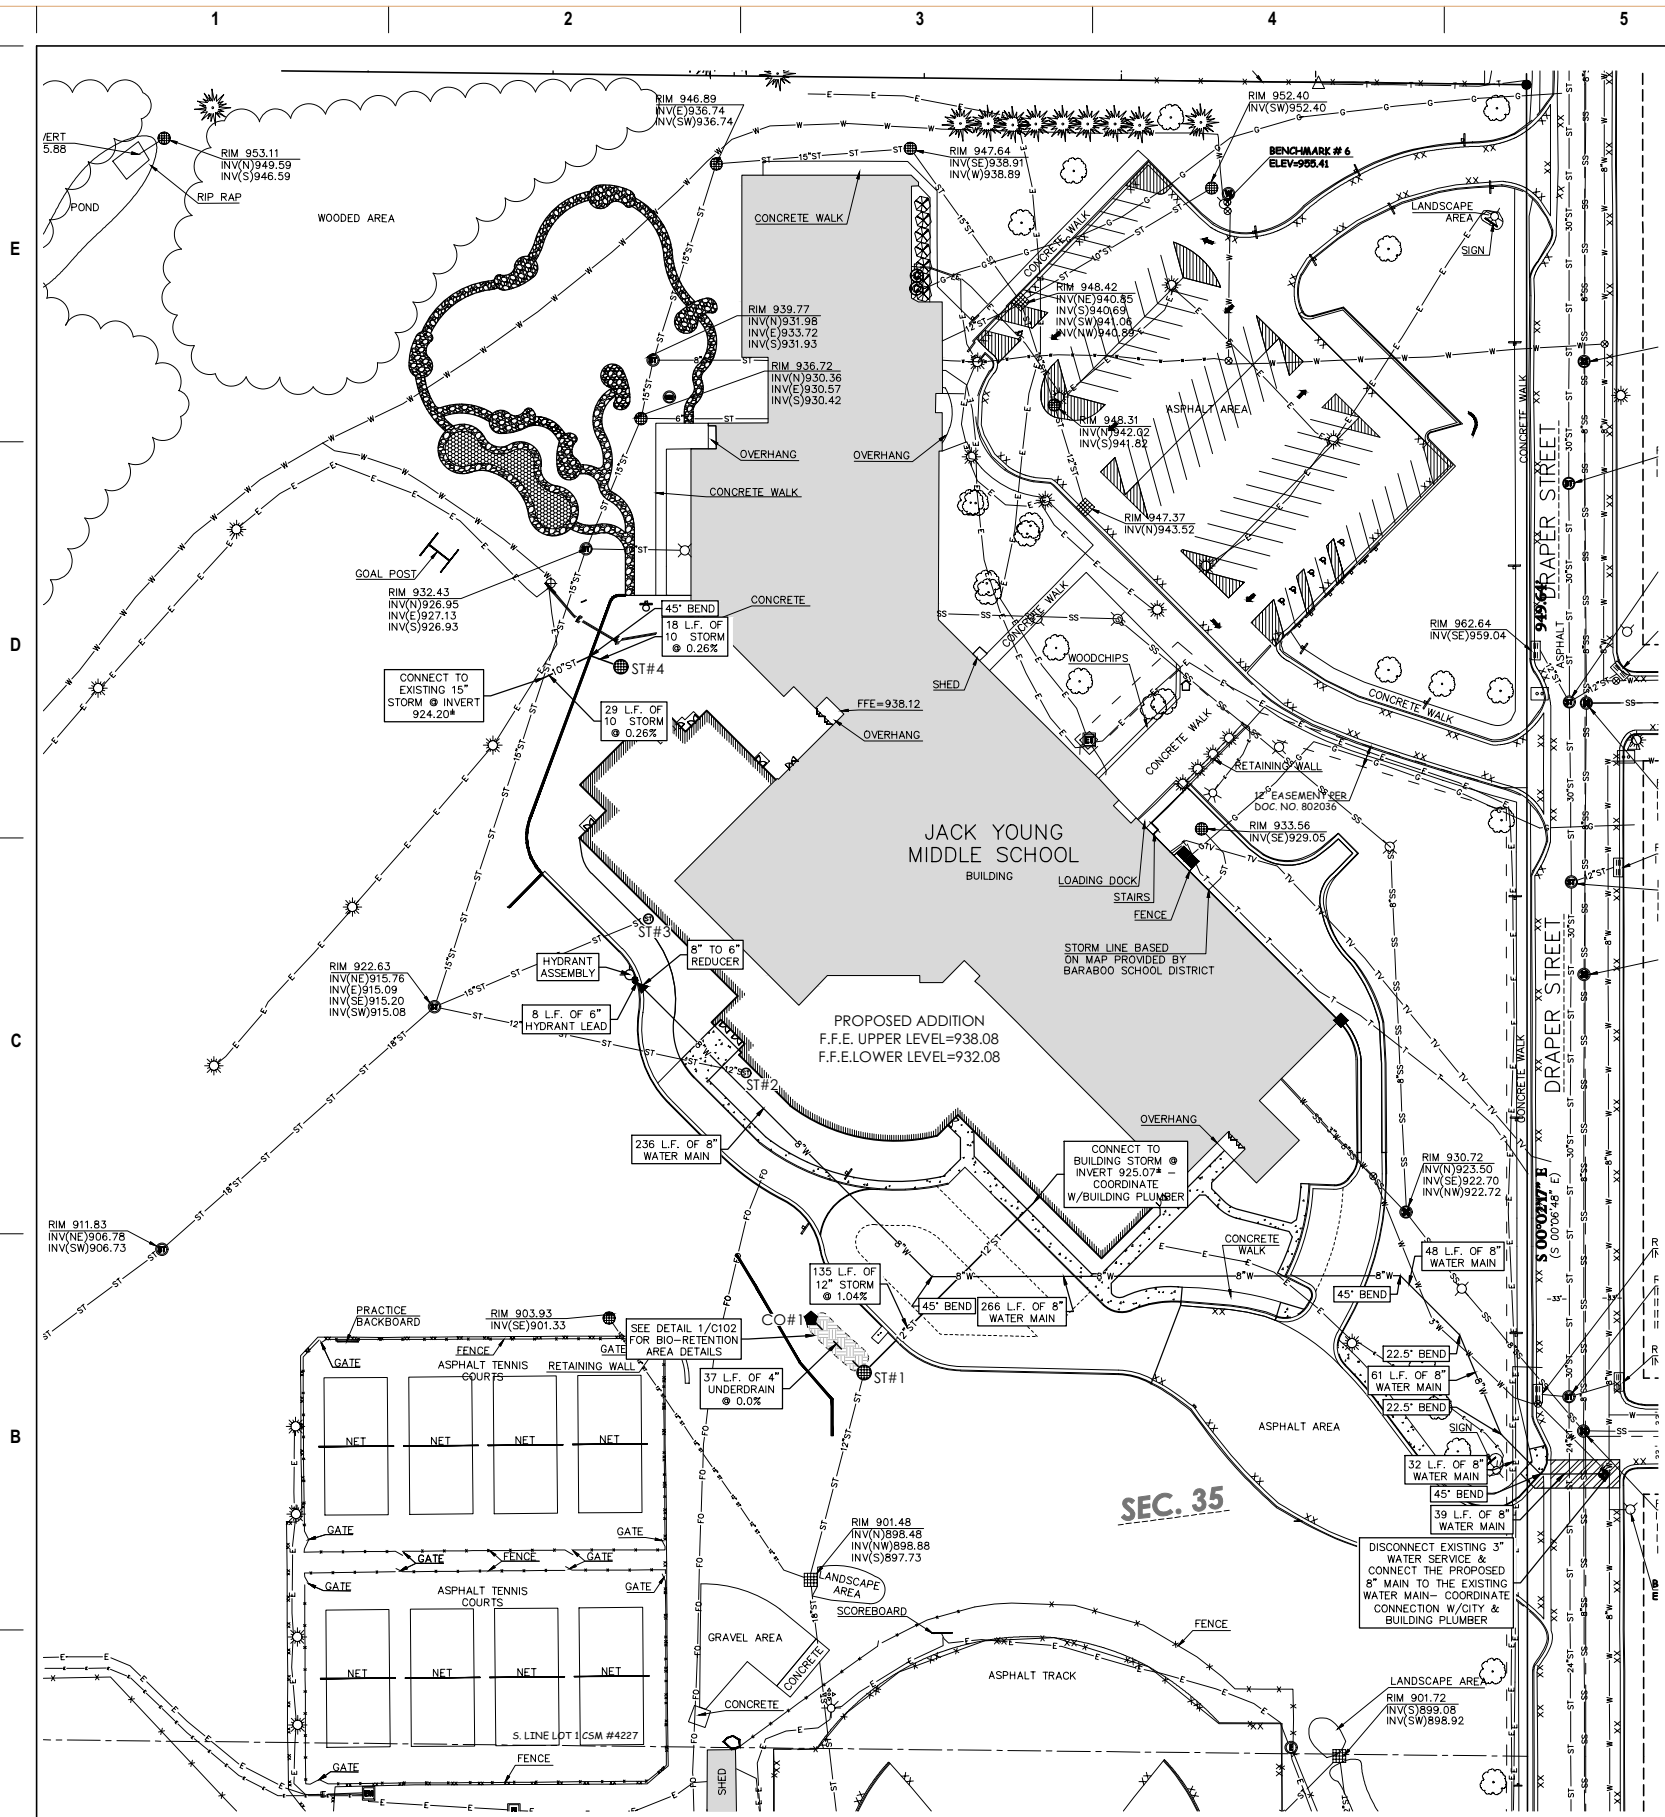 1
2
3
4
5
E
D
C
B
/ERT
5.88
RIM 953.11
INV(N)949.59
INV(S)946.59
RIP RAP
POND
WOODED AREA
RIM 946.89
INV(E)936.74
INV(SW)936.74
RIM 947.64
INV(SE)938.91
INV(W)938.89
RIM 952.40
INV(SW)952.40
BENCHMARK # 6
ELEV=955.41
CONCRETE WALK
CONCRETE WALK
LANDSCAPE
AREA
SIGN
RIM 939.77
INV(N)931.98
INV(E)933.72
INV(S)931.93
RIM 936.72
INV(N)930.36
INV(E)930.57
INV(S)930.42
RIM 948.42
INV(NE)940.85
INV(S)940.69
INV(SW)941.06
INV(NW)940.89
ASPHALT AREA
RIM 948.31
INV(N)942.02
INV(S)941.82
OVERHANG
OVERHANG
CONCRETE WALK
CONCRETE WALK
DRAPER STREET
RIM 947.37
INV(N)943.52
GOAL POST
RIM 932.43
INV(N)926.95
INV(E)927.13
INV(S)926.93
CONCRETE
45° BEND
18 L.F. OF
10 STORM
@ 0.26%
ST#4
CONCRETE WALK
RIM 962.64
INV(SE)959.04
949.64'
ASPHALT
WOODCHIPS
SHED
CONNECT TO
EXISTING 15"
STORM @ INVERT
924.20±
29 L.F. OF
10 STORM
@ 0.26%
FFE=938.12
OVERHANG
CONCRETE WALK
CONCRETE WALK
RETAINING WALL
12' EASEMENT PER
DOC. NO. 802036
RIM 933.56
INV(SE)929.05
JACK YOUNG
MIDDLE SCHOOL
BUILDING
LOADING DOCK
STAIRS
FENCE
STORM LINE BASED
ON MAP PROVIDED BY
BARABOO SCHOOL DISTRICT
ST#3
8" TO 6"
REDUCER
HYDRANT
ASSEMBLY
RIM 922.63
INV(NE)915.76
INV(E)915.09
INV(SE)915.20
INV(SW)915.08
8 L.F. OF 6"
HYDRANT LEAD
PROPOSED ADDITION
F.F.E. UPPER LEVEL=938.08
F.F.E.LOWER LEVEL=932.08
DRAPER STREET
CONCRETE WALK
ST#2
236 L.F. OF 8"
WATER MAIN
OVERHANG
CONNECT TO
BUILDING STORM @
INVERT 925.07± -
COORDINATE
W/BUILDING PLUMBER
RIM 930.72
INV(N)923.50
INV(SE)922.70
INV(NW)922.72
S 00°02'17" E
(S 00°06'48" E)
RIM 911.83
INV(NE)906.78
INV(SW)906.73
CONCRETE
WALK
48 L.F. OF 8"
WATER MAIN
135 L.F. OF
12" STORM
@ 1.04%
45° BEND
266 L.F. OF 8"
WATER MAIN
45° BEND
PRACTICE
BACKBOARD
RIM 903.93
INV(SE)901.33
CO#1
SEE DETAIL 1/C102
FOR BIO-RETENTION
AREA DETAILS
GATE
FENCE
GATE
ASPHALT TENNIS
COURTS
RETAINING WALL
37 L.F. OF 4"
UNDERDRAIN
@ 0.0%
ST#1
22.5° BEND
61 L.F. OF 8"
WATER MAIN
22.5° BEND
SIGN
ASPHALT AREA
NET
NET
NET
NET
32 L.F. OF 8"
WATER MAIN
45° BEND
39 L.F. OF 8"
WATER MAIN
SEC. 35
RIM 901.48
INV(N)898.48
INV(NW)898.88
INV(S)897.73
GATE
GATE
GATE
FENCE
GATE
DISCONNECT EXISTING 3"
WATER SERVICE &
CONNECT THE PROPOSED
8" MAIN TO THE EXISTING
WATER MAIN- COORDINATE
CONNECTION W/CITY &
BUILDING PLUMBER
GATE
GATE
ASPHALT TENNIS
COURTS
LANDSCAPE
AREA
SCOREBOARD
GRAVEL AREA
CONCRETE
FENCE
ASPHALT TRACK
NET
NET
NET
NET
CONCRETE
LANDSCAPE AREA
RIM 901.72
INV(S)899.08
INV(SW)898.92
S. LINE LOT 1 CSM #4227
GATE
FENCE
SHED